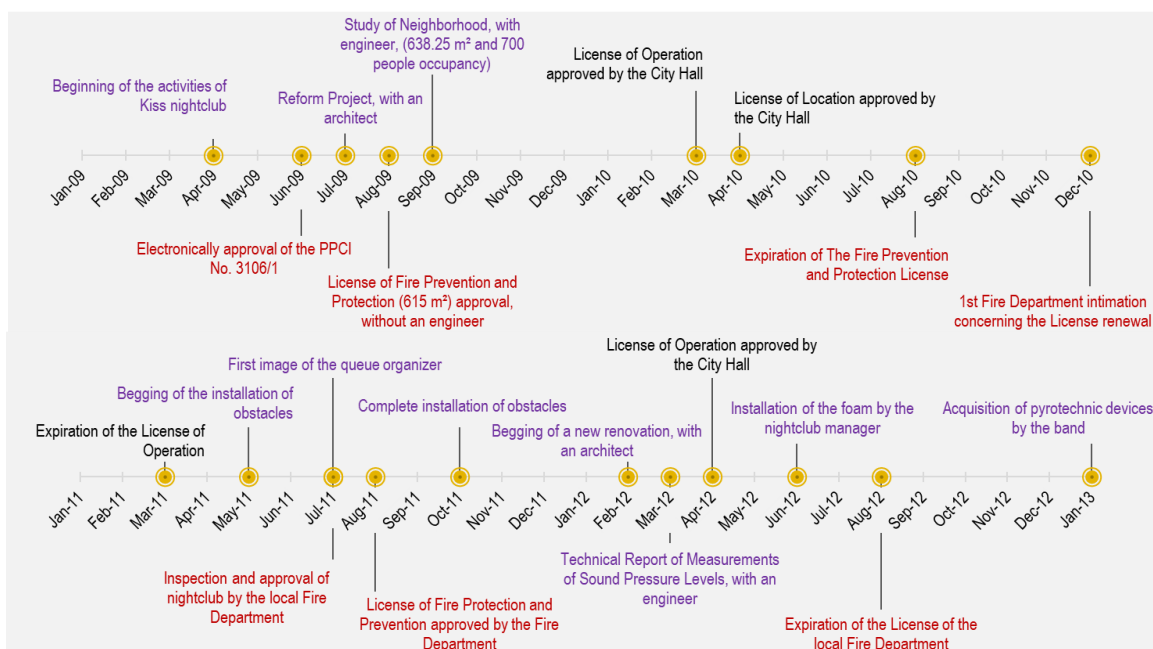 Study of Neighborhood, with
engineer, (638.25 m² and 700
people occupancy)
License of Operation
approved by the City Hall
Beginning of the activities of
Kiss nightclub
Reform Project, with an
architect
License of Location approved by
the City Hall
Jan-09
Feb-09
Mar-09
Apr-09
Jun-09
Jul-09
Aug-09
Sep-09
Oct-09
Nov-09
Dec-09
Jan-10
Feb-10
Mar-10
Apr-10
May-10
Jun-10
Jul-10
Aug-10
Sep-10
Oct-10
Nov-10
Dec-10
Electronically approval of the PPCI
No. 3106/1
License of Fire Prevention and
Protection (615 m²) approval,
without an engineer
Expiration of The Fire Prevention
and Protection License
1st Fire Department intimation
concerning the License renewal
First image of the queue organizer
License of Operation approved by
the City Hall
Begging of the installation of
obstacles
Complete installation of obstacles
Installation of the foam by the
nightclub manager
Acquisition of pyrotechnic devices
by the band
Expiration of the License of
Operation
Begging of a new renovation, with
an architect
Jan-11
Feb-11
Mar-11
Apr-11
May-11
Jun-11
Jul-11
Aug-11
Sep-11
Oct-11
Nov-11
Dec-11
Jan-12
Feb-12
Mar-12
Apr-12
May-12
Jun-12
Jul-12
Aug-12
Sep-12
Oct-12
Nov-12
Dec-12
Jan-13
Inspection and approval of
nightclub by the local Fire
Department
License of Fire Protection and
Prevention approved by the Fire
Department
Technical Report of Measurements
of Sound Pressure Levels, with an
engineer
Expiration of the License of the
local Fire Department